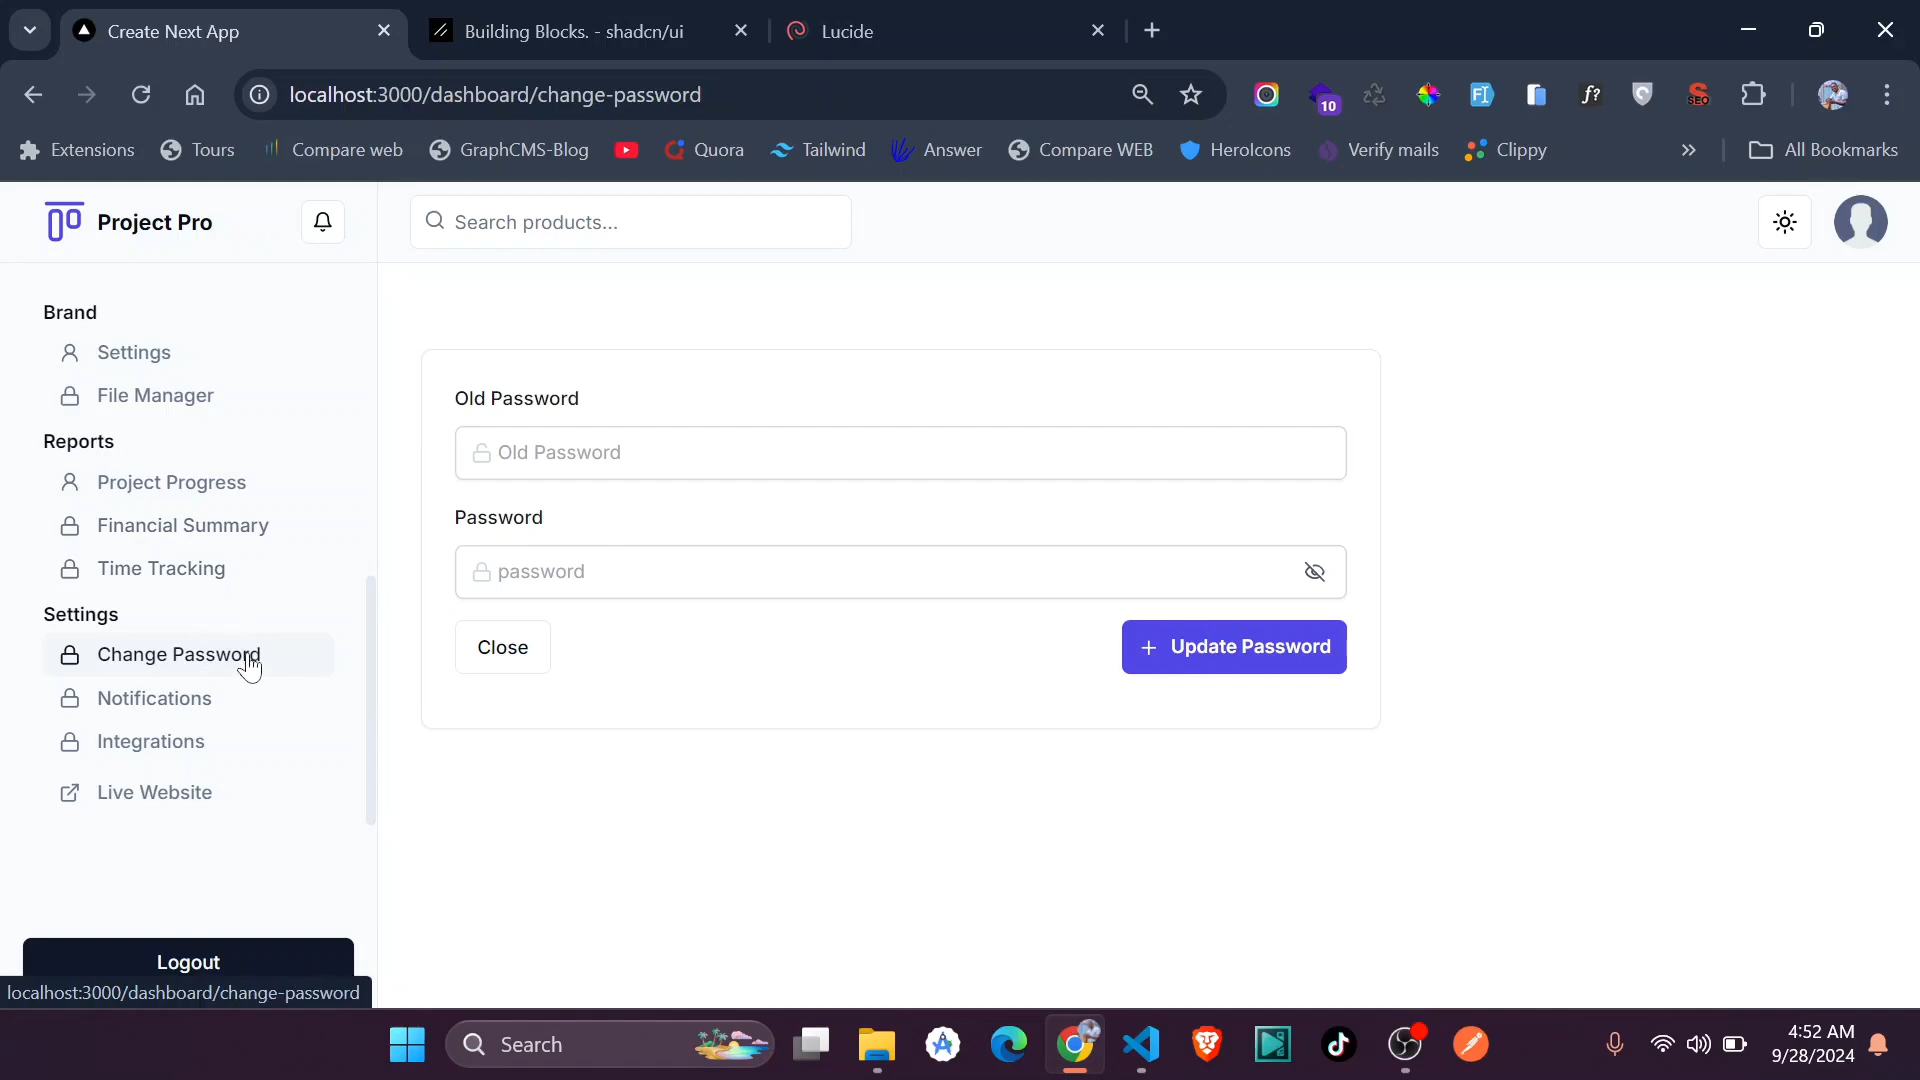 Create Next App
Building Blocks. - shadcn/ui
Lucide
localhost:3000/dashboard/change-password
10
f?
SEO
Extensions
Tours
Compare web
GraphCMS-Blog
Quora
Tailwind
Answer
Compare WEB
HeroIcons
Verify mails
Clippy
All Bookmarks
Project Pro
Search products...
Brand
Settings
File Manager
Reports
Project Progress
Financial Summary
Time Tracking
Settings
Change Password
Notifications
Integrations
Live Website
Logout
localhost:3000/dashboard/change-password
Old Password
Old Password
Password
password
Close
Update Password
Search
4:52 AM
9/28/2024